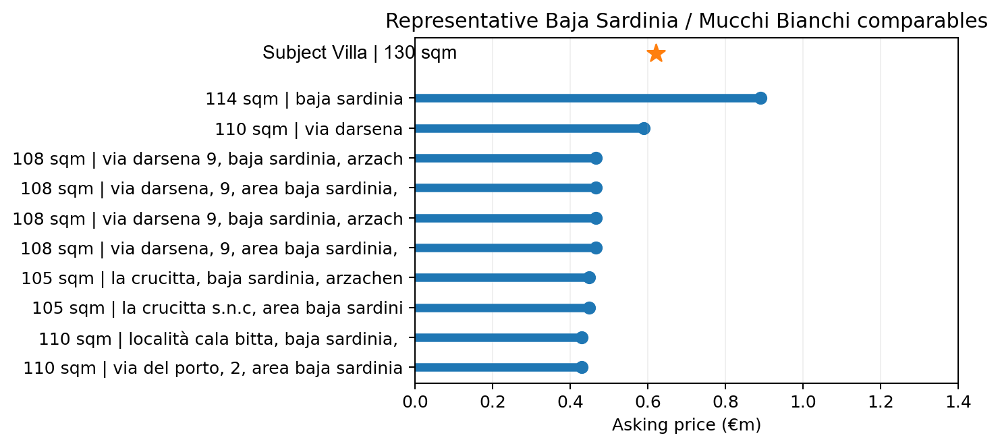 Representative Baja Sardinia / Mucchi Bianchi comparables
Subject Villa | 130 sqm
114 sqm | baja sardinia
110 sqm | via darsena
108 sqm | via darsena 9, baja sardinia, arzach
108 sqm | via darsena, 9, area baja sardinia,
108 sqm | via darsena 9, baja sardinia, arzach
108 sqm | via darsena, 9, area baja sardinia,
105 sqm | la crucitta, baja sardinia, arzachen
105 sqm | la crucitta s.n.c, area baja sardini
110 sqm | località cala bitta, baja sardinia,
110 sqm | via del porto, 2, area baja sardinia
0.0 0.2 0.4 0.6 0.8 1.0 1.2 1.4
Asking price (€m)